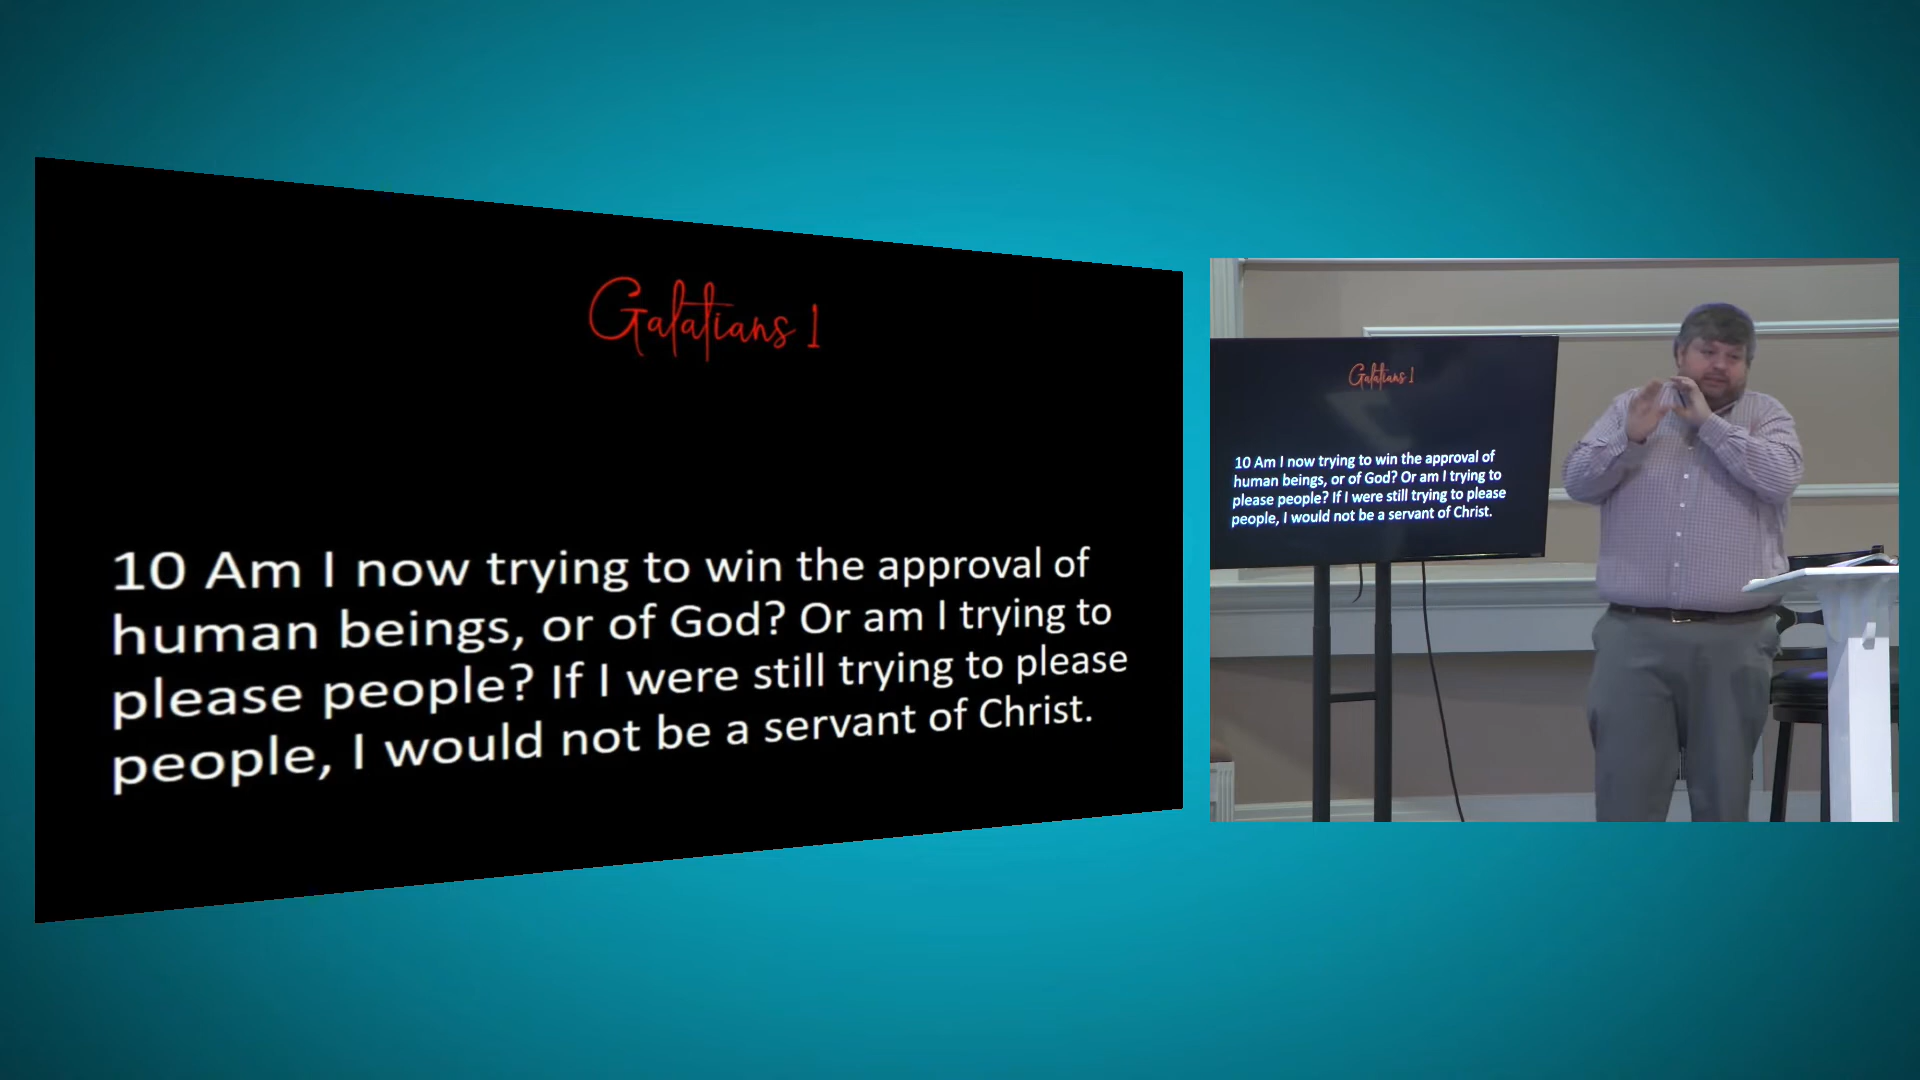 Galatians 1
10 Am I now trying to win the approval of
human beings, or of God? Or am I trying to
please people? If I were still trying to please
people, I would not be a servant of Christ.
Galatians 1
10 Am I now trying to win the approval of
human beings, or of God? Or am I trying to
please people? If I were still trying to please
people, I would not be a servant of Christ.